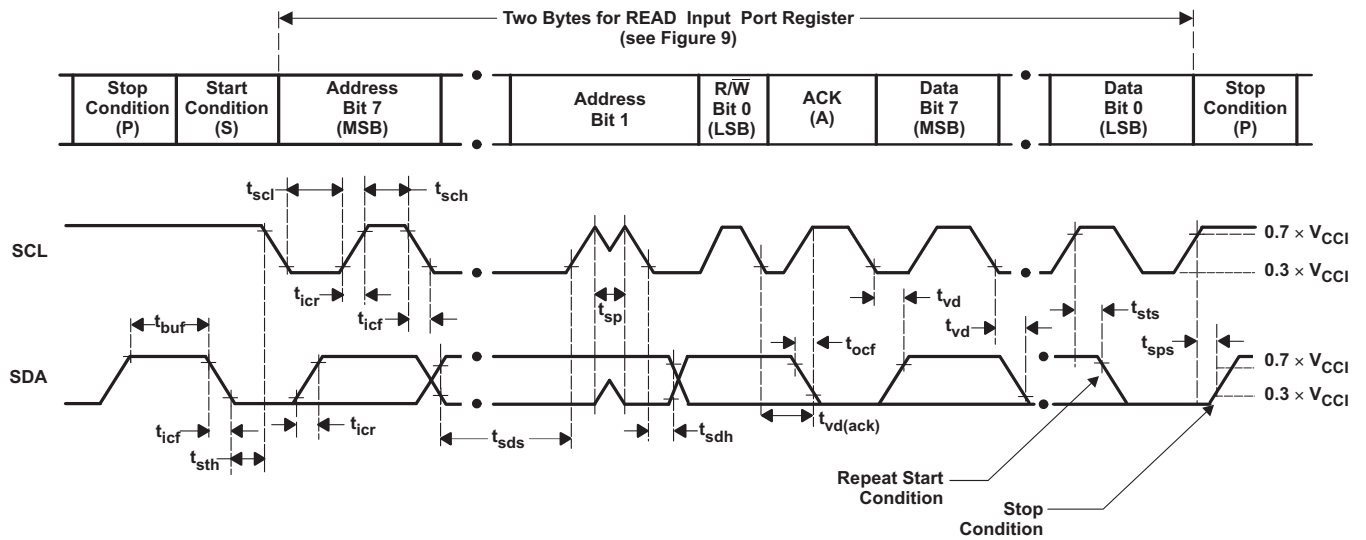 Two Bytes for READ Input Port Register
(see Figure 9)
Stop
Condition
(P)
Start
Condition
(S)
Address
Bit 7
(MSB)
Address
Bit 1
R/W̅
Bit 0
(LSB)
ACK
(A)
Data
Bit 7
(MSB)
Data
Bit 0
(LSB)
Stop
Condition
(P)
tscl
tsch
SCL
0.7 × VCCI
0.3 × VCCI
ticr
ticf
tsp
tvd
tvd
tsts
tbuf
tocf
tsps
SDA
0.7 × VCCI
0.3 × VCCI
ticf
ticr
tsth
tsds
tsdh
tvd(ack)
Repeat Start
Condition
Stop
Condition